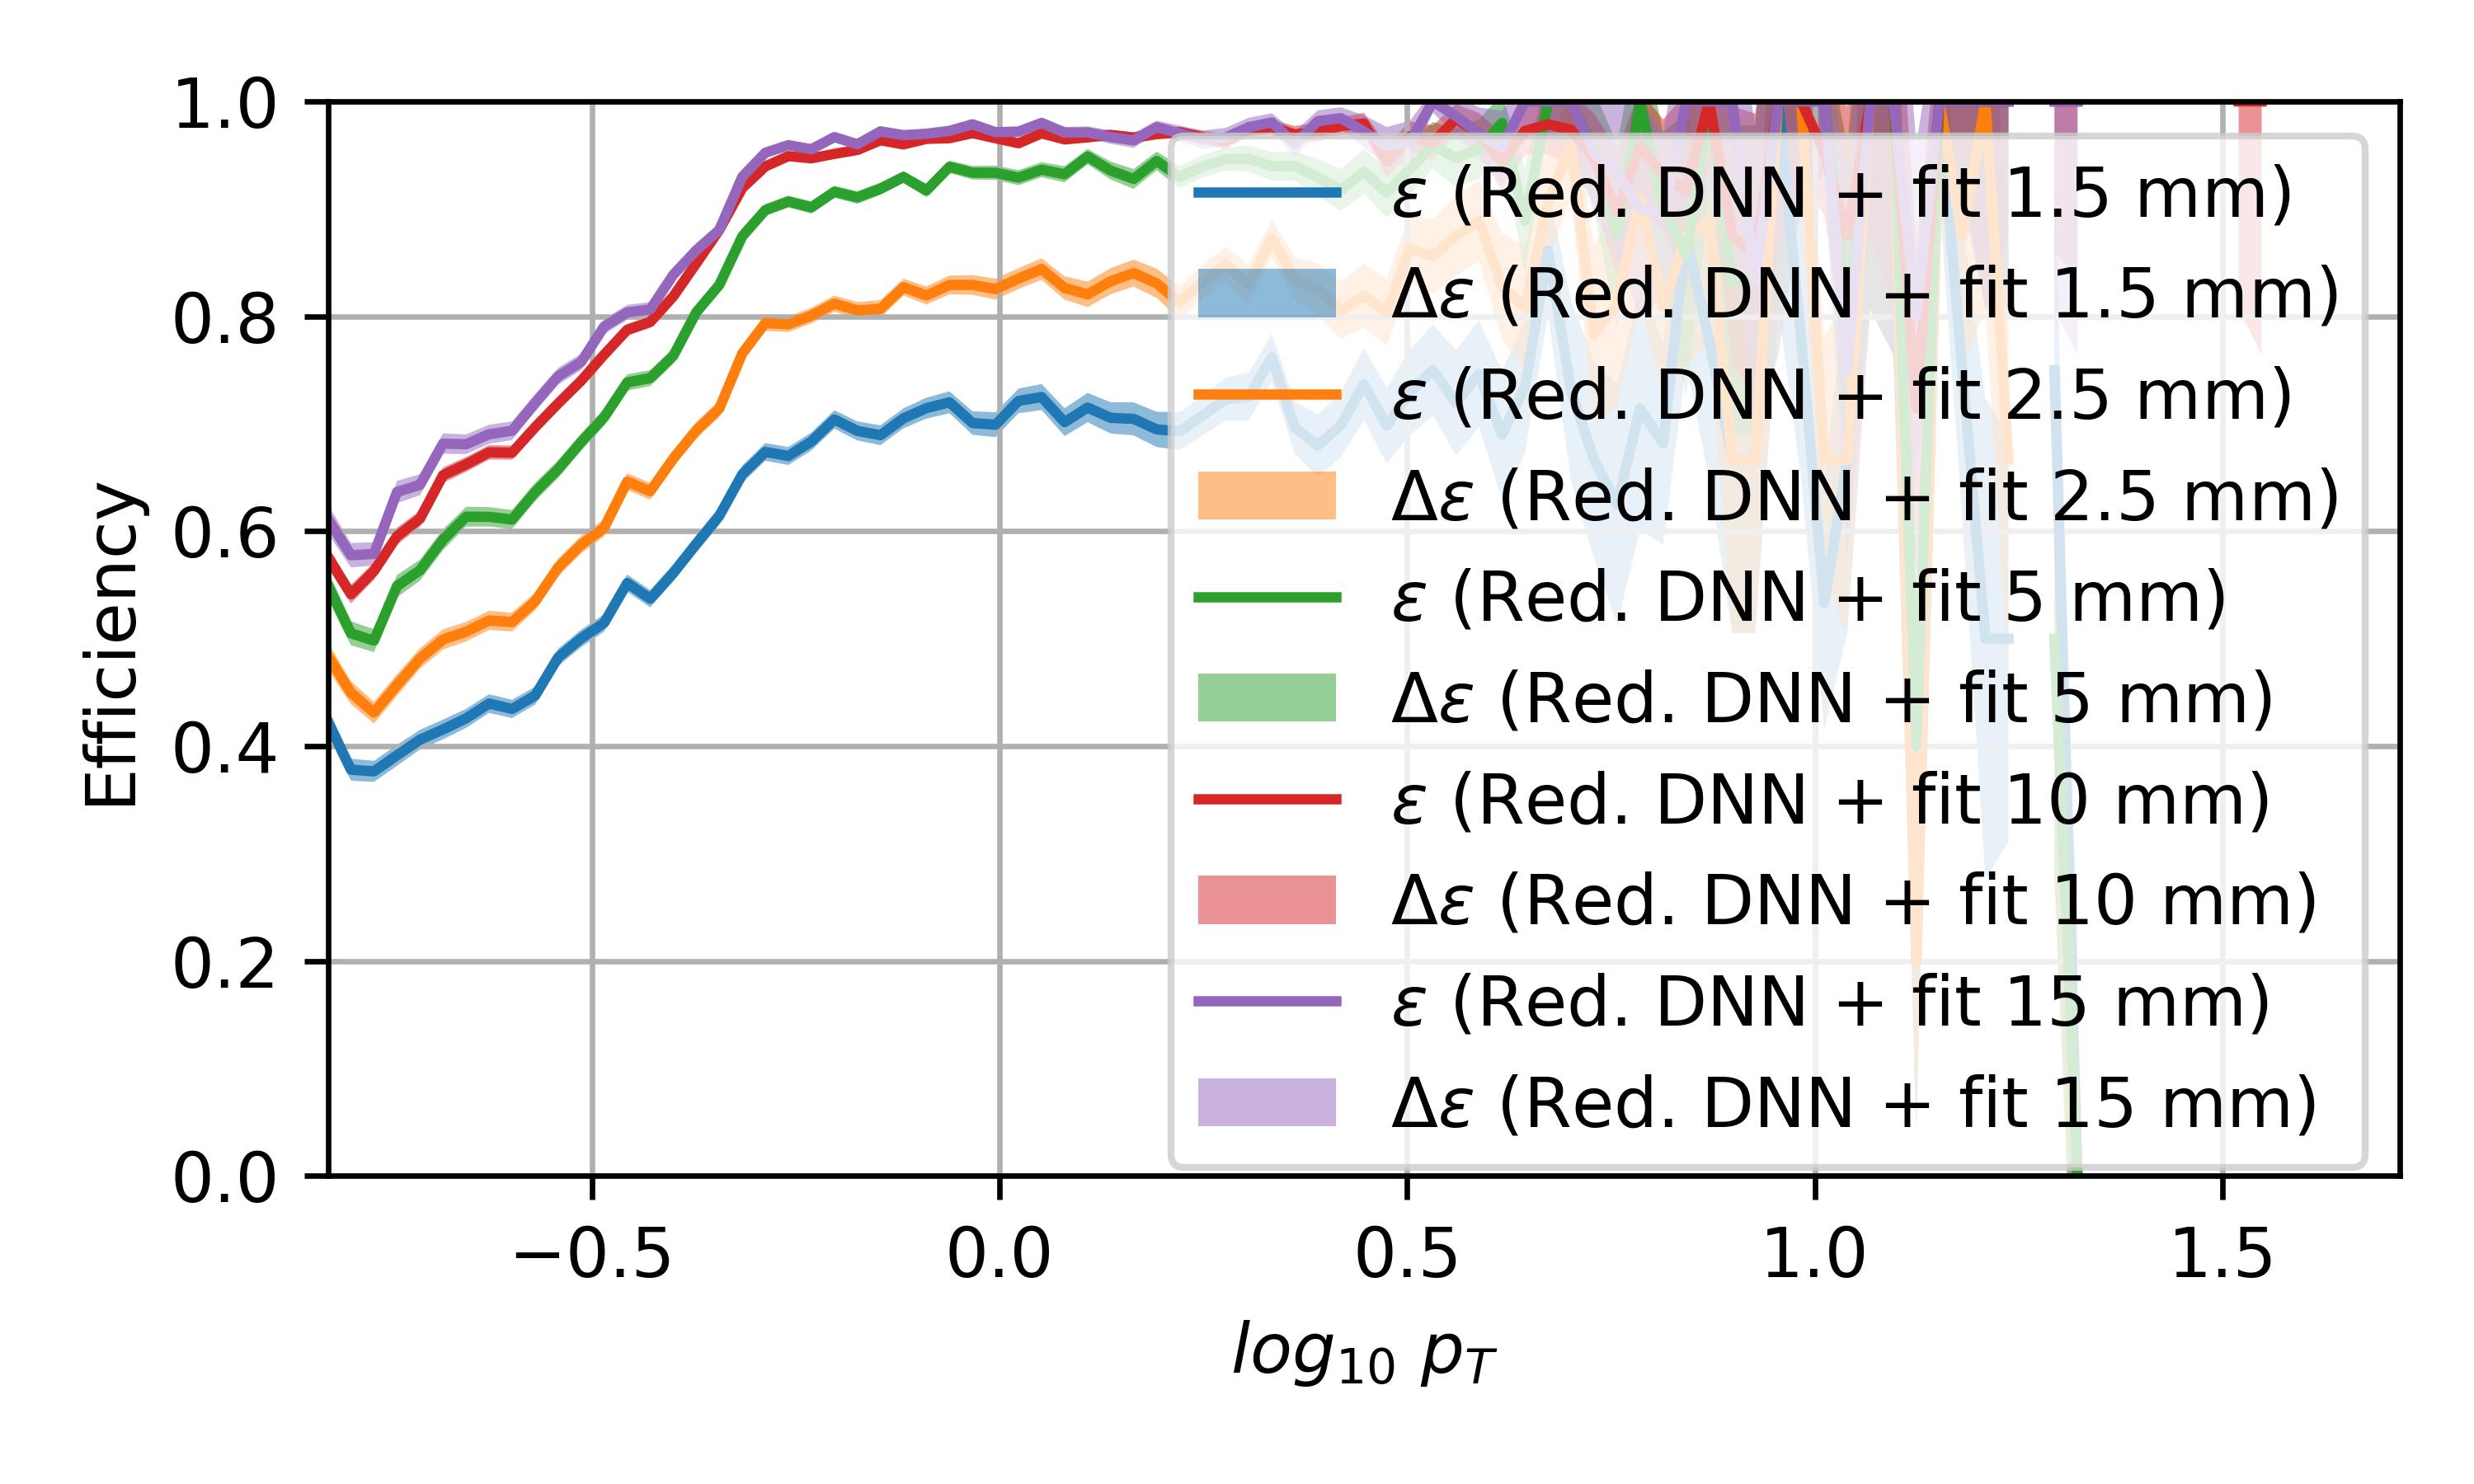 1.0
0.8
0.6
0.4
0.2
0.0
Efficiency
ε (Red. DNN + fit 1.5 mm)
Δε (Red. DNN + fit 1.5 mm)
ε (Red. DNN + fit 2.5 mm)
Δε (Red. DNN + fit 2.5 mm)
ε (Red. DNN + fit 5 mm)
Δε (Red. DNN + fit 5 mm)
ε (Red. DNN + fit 10 mm)
Δε (Red. DNN + fit 10 mm)
ε (Red. DNN + fit 15 mm)
Δε (Red. DNN + fit 15 mm)
−0.5 0.0 0.5 1.0 1.5
log₁₀ p_T